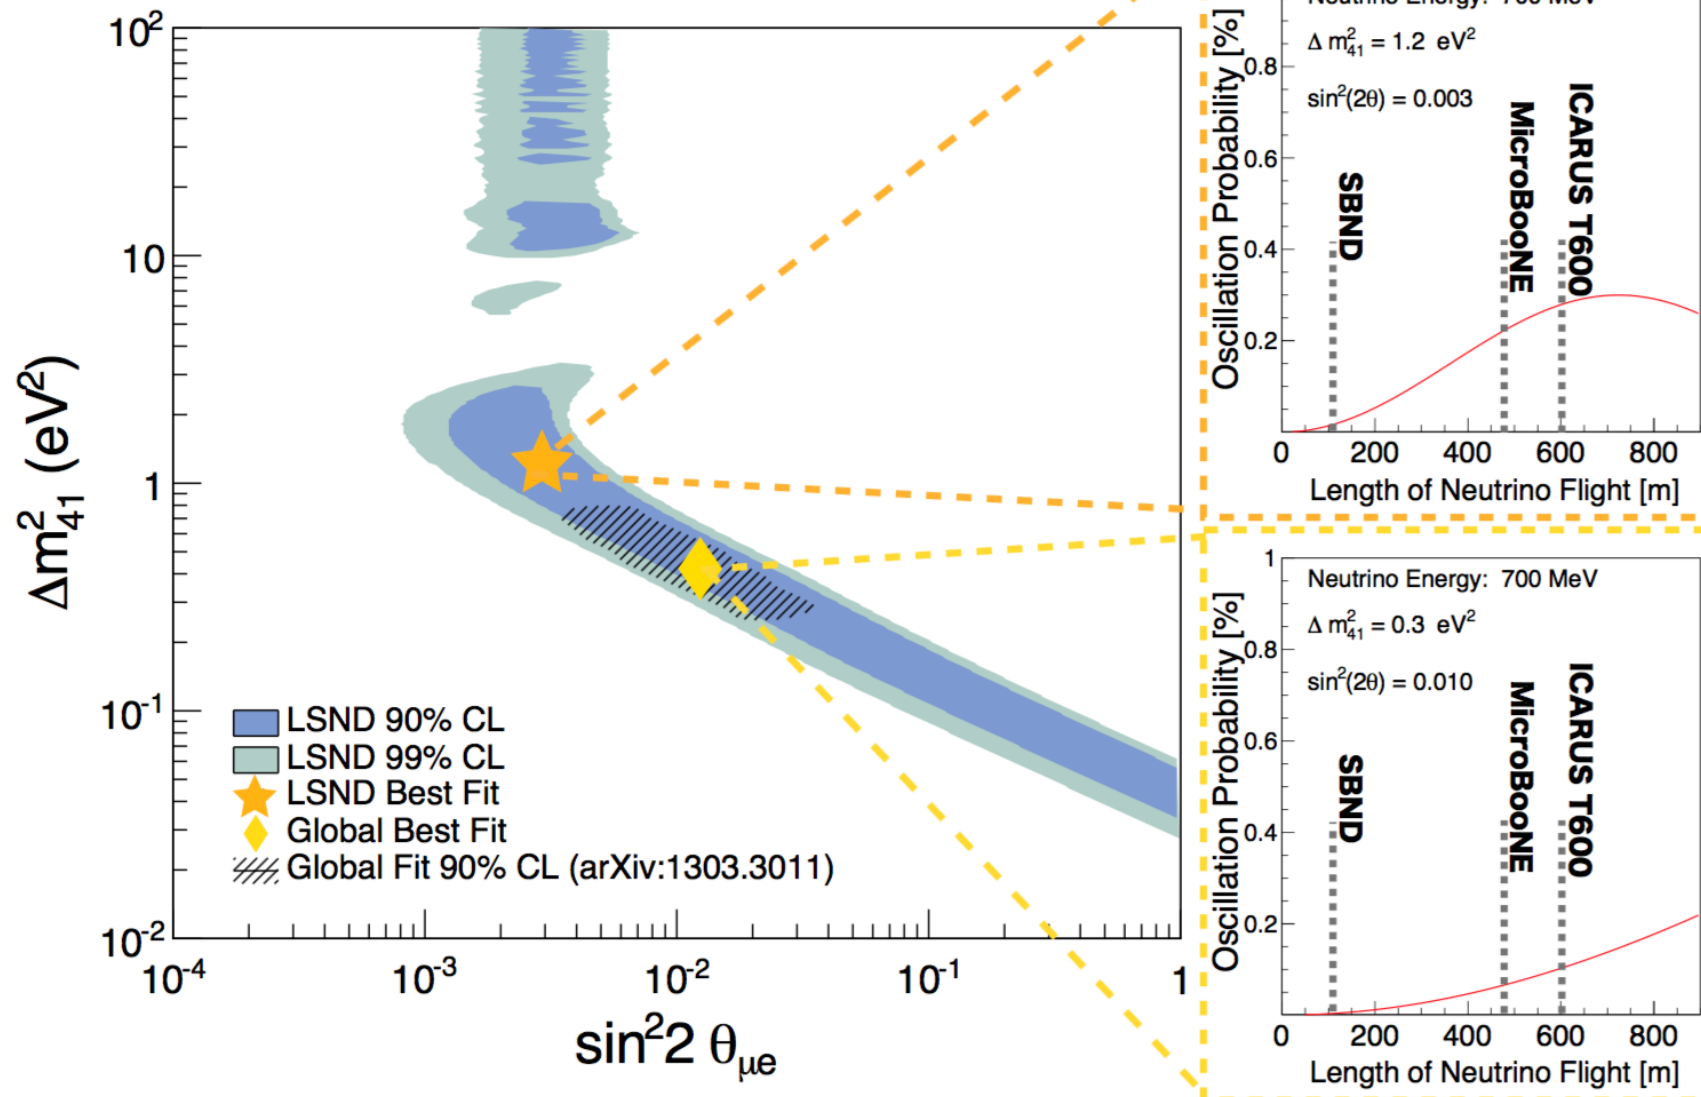 10²
10
1
10⁻¹
10⁻²
Δm²₄₁ (eV²)
10⁻⁴
10⁻³
10⁻²
10⁻¹
1
sin²2 θμe
LSND 90% CL
LSND 99% CL
LSND Best Fit
Global Best Fit
Global Fit 90% CL (arXiv:1303.3011)
Neutrino Energy: 700 MeV
Δ m²₄₁ = 1.2 eV²
sin²(2θ) = 0.003
Oscillation Probability [%]
0.8
0.6
0.4
0.2
SBND
MicroBooNE
ICARUS T600
0
200
400
600
800
Length of Neutrino Flight [m]
Neutrino Energy: 700 MeV
Δ m²₄₁ = 0.3 eV²
sin²(2θ) = 0.010
Oscillation Probability [%]
1
0.8
0.6
0.4
0.2
SBND
MicroBooNE
ICARUS T600
0
200
400
600
800
Length of Neutrino Flight [m]